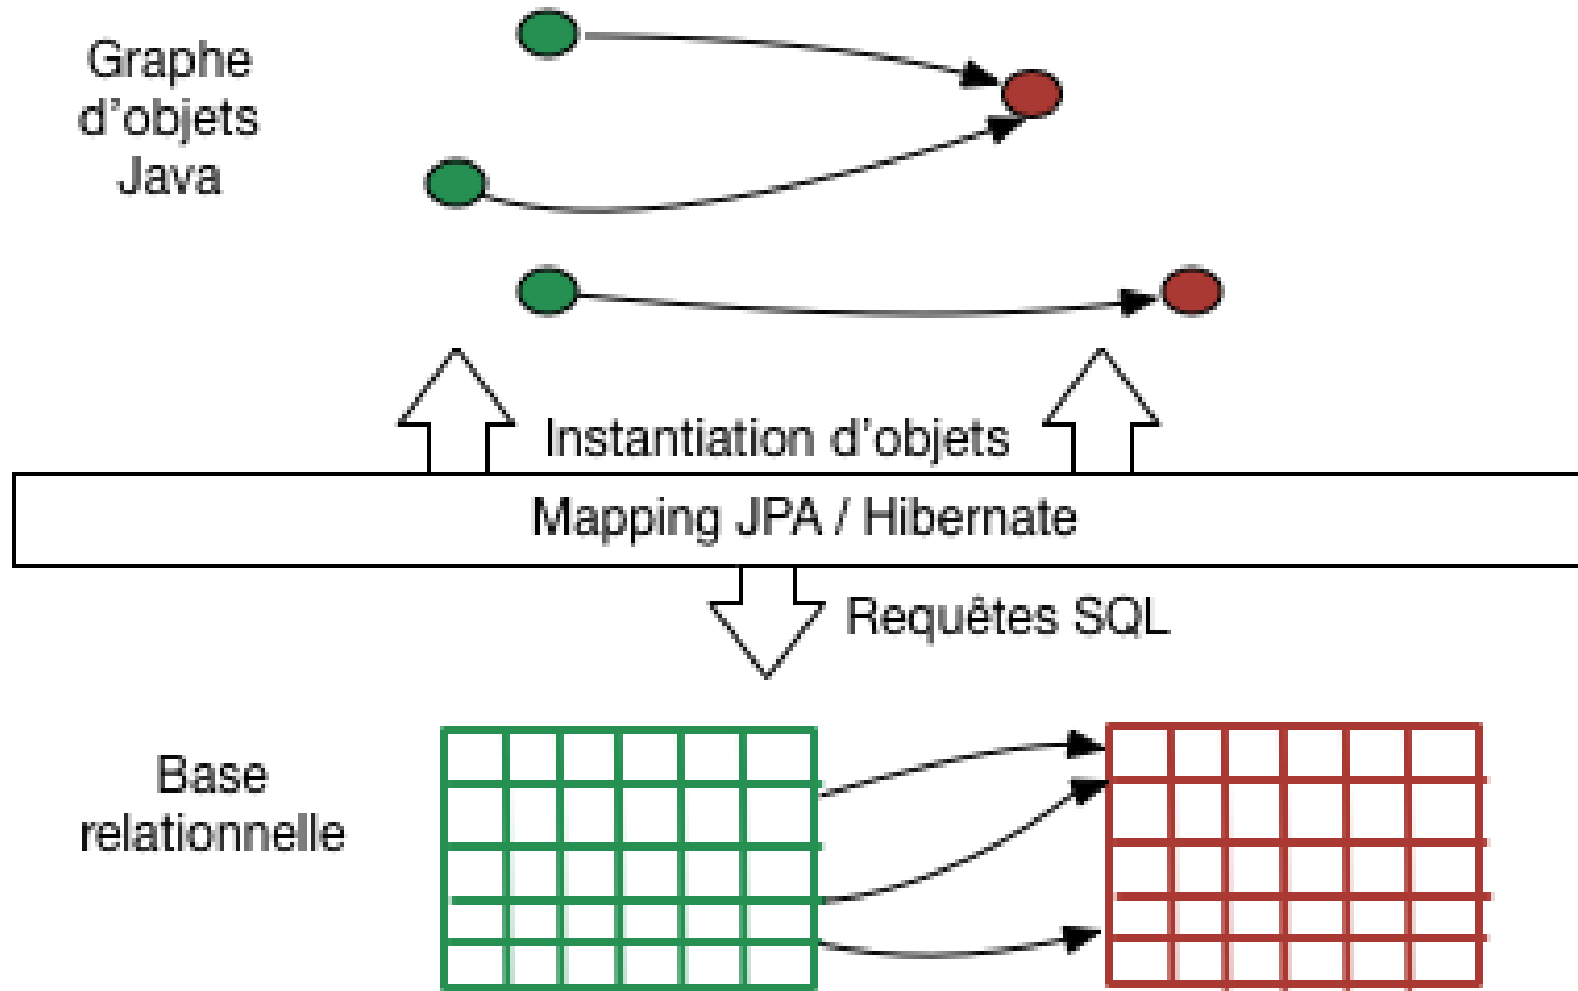 Graphe
d'objets
Java
Instantiation d'objets
Mapping JPA / Hibernate
Requêtes SQL
Base
relationnelle